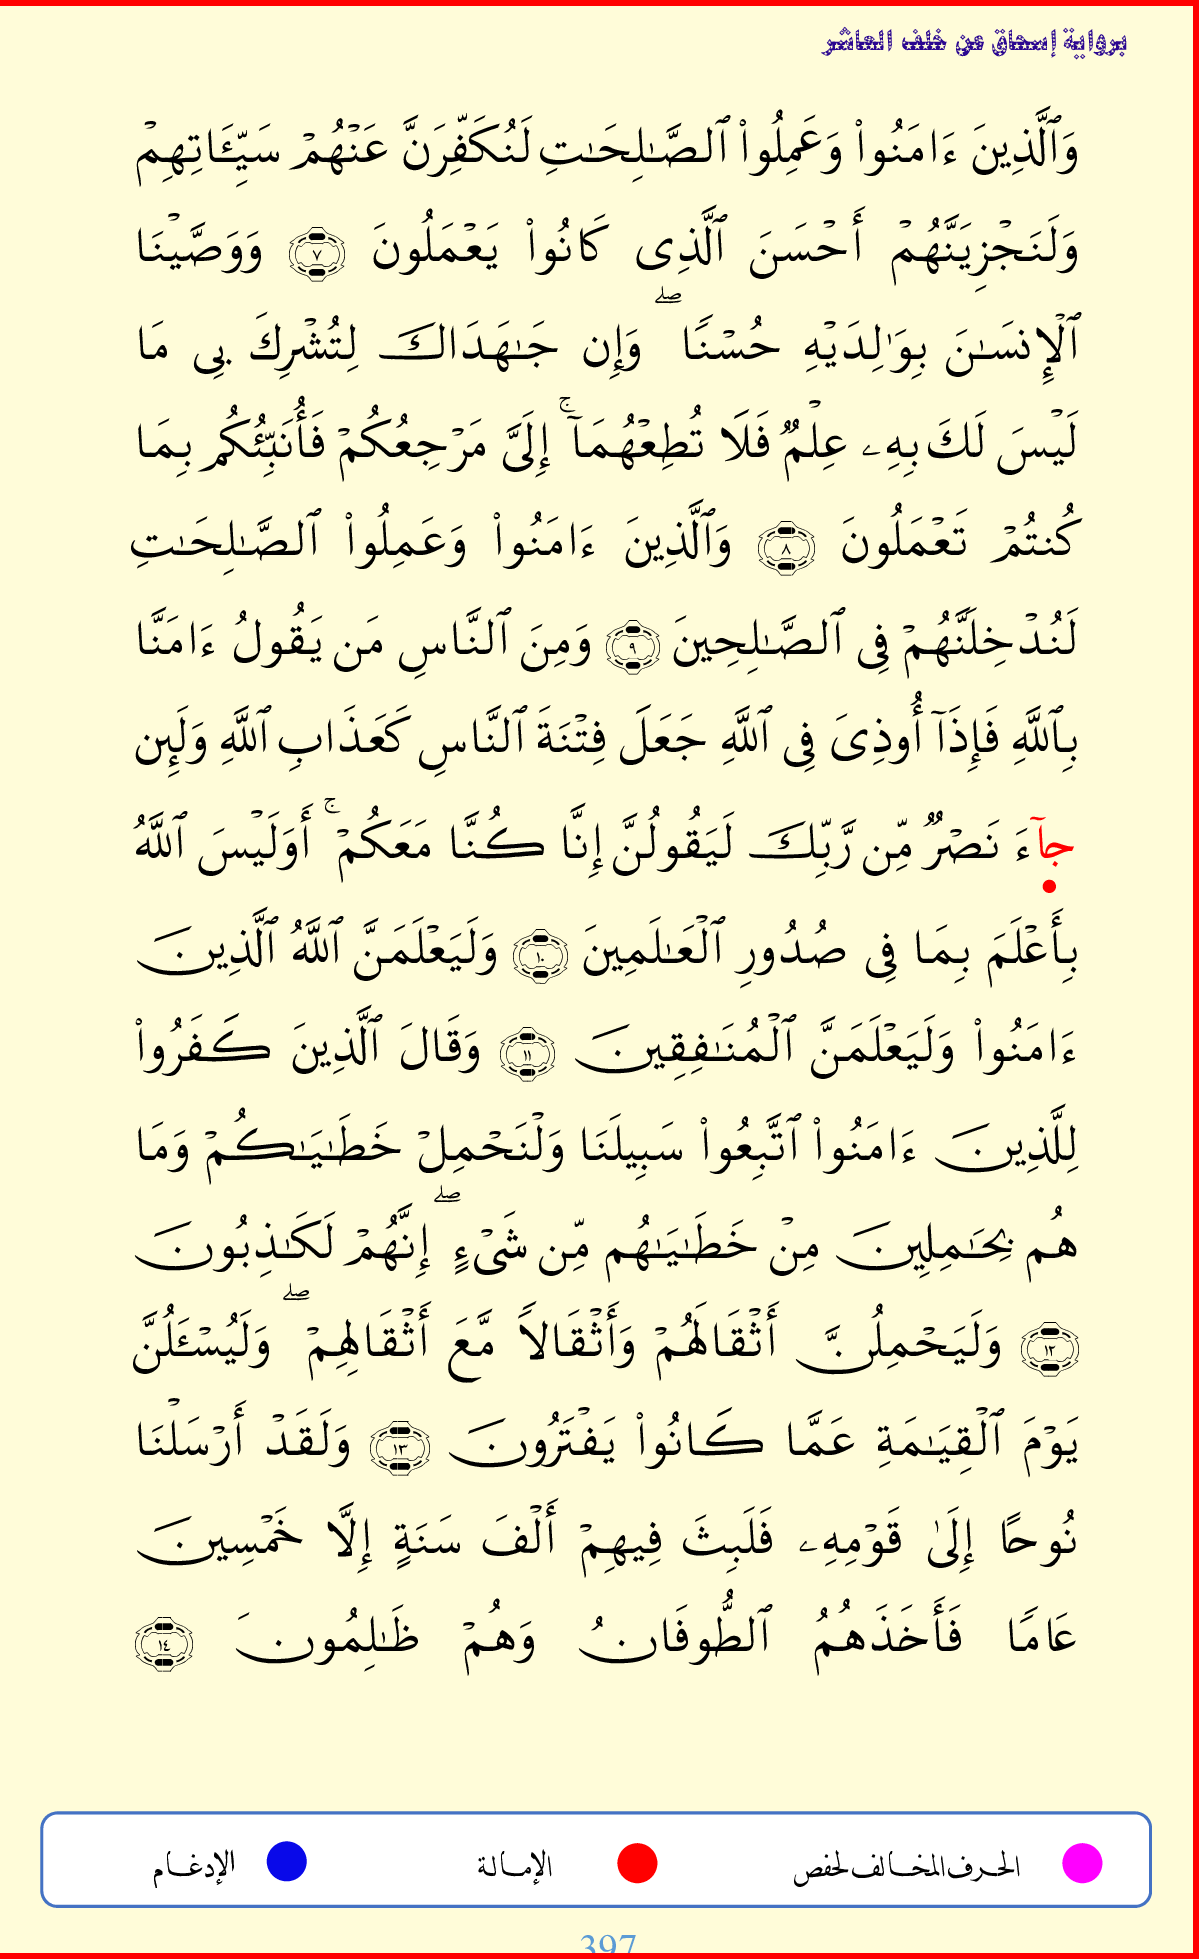 برواية إسحاق عن خلف العاشر
وَٱلَّذِينَ ءَامَنُوا۟ وَعَمِلُوا۟ ٱلصَّـٰلِحَـٰتِ لَنُكَفِّرَنَّ عَنْهُمْ سَيِّـَٔاتِهِمْ
وَلَنَجْزِيَنَّهُمْ أَحْسَنَ ٱلَّذِى كَانُوا۟ يَعْمَلُونَ ٧ وَوَصَّيْنَا
ٱلْإِنسَـٰنَ بِوَٰلِدَيْهِ حُسْنًا ۖ وَإِن جَـٰهَدَاكَ لِتُشْرِكَ بِى مَا
لَيْسَ لَكَ بِهِۦ عِلْمٌ فَلَا تُطِعْهُمَآ ۚ إِلَىَّ مَرْجِعُكُمْ فَأُنَبِّئُكُم بِمَا
كُنتُمْ تَعْمَلُونَ ٨ وَٱلَّذِينَ ءَامَنُوا۟ وَعَمِلُوا۟ ٱلصَّـٰلِحَـٰتِ
لَنُدْخِلَنَّهُمْ فِى ٱلصَّـٰلِحِينَ ٩ وَمِنَ ٱلنَّاسِ مَن يَقُولُ ءَامَنَّا
بِٱللَّهِ فَإِذَآ أُوذِىَ فِى ٱللَّهِ جَعَلَ فِتْنَةَ ٱلنَّاسِ كَعَذَابِ ٱللَّهِ وَلَئِن
جَآءَ نَصْرٌ مِّن رَّبِّكَ لَيَقُولُنَّ إِنَّا كُنَّا مَعَكُمْ ۚ أَوَلَيْسَ ٱللَّهُ
بِأَعْلَمَ بِمَا فِى صُدُورِ ٱلْعَـٰلَمِينَ ١٠ وَلَيَعْلَمَنَّ ٱللَّهُ ٱلَّذِينَ
ءَامَنُوا۟ وَلَيَعْلَمَنَّ ٱلْمُنَـٰفِقِينَ ١١ وَقَالَ ٱلَّذِينَ كَفَرُوا۟
لِلَّذِينَ ءَامَنُوا۟ ٱتَّبِعُوا۟ سَبِيلَنَا وَلْنَحْمِلْ خَطَـٰيَـٰكُمْ وَمَا
هُم بِحَـٰمِلِينَ مِنْ خَطَـٰيَـٰهُم مِّن شَىْءٍ ۖ إِنَّهُمْ لَكَـٰذِبُونَ
١٢ وَلَيَحْمِلُنَّ أَثْقَالَهُمْ وَأَثْقَالًا مَّعَ أَثْقَالِهِمْ ۖ وَلَيُسْـَٔلُنَّ
يَوْمَ ٱلْقِيَـٰمَةِ عَمَّا كَانُوا۟ يَفْتَرُونَ ١٣ وَلَقَدْ أَرْسَلْنَا
نُوحًا إِلَىٰ قَوْمِهِۦ فَلَبِثَ فِيهِمْ أَلْفَ سَنَةٍ إِلَّا خَمْسِينَ
عَامًا فَأَخَذَهُمُ ٱلطُّوفَانُ وَهُمْ ظَـٰلِمُونَ ١٤
الحرف المخالف لحفص
الإمالة
الإدغام
397